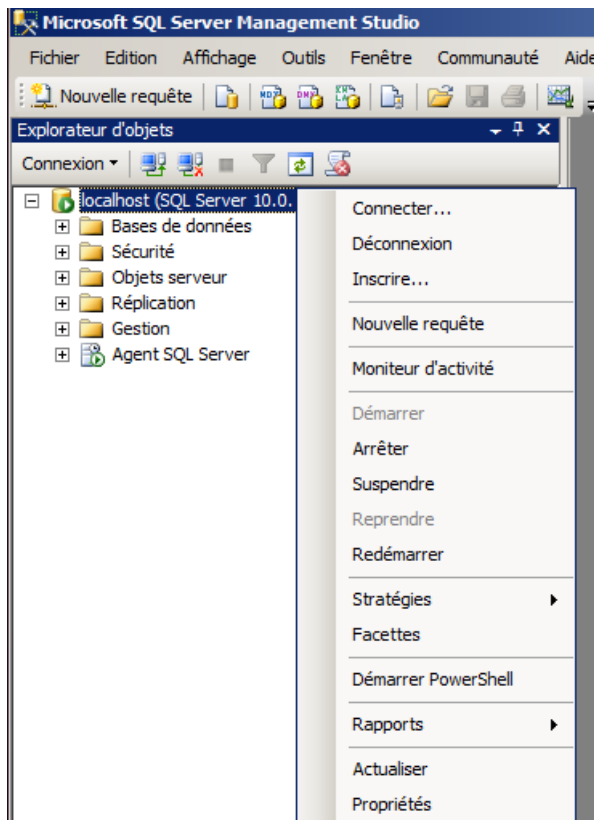 Microsoft SQL Server Management Studio
Fichier Edition Affichage Outils Fenêtre Communauté Aide
Nouvelle requête
Explorateur d'objets
Connexion
localhost (SQL Server 10.0.
Bases de données
Sécurité
Objets serveur
Réplication
Gestion
Agent SQL Server
Connecter...
Déconnexion
Inscrire...
Nouvelle requête
Moniteur d'activité
Démarrer
Arrêter
Suspendre
Reprendre
Redémarrer
Stratégies
Facettes
Démarrer PowerShell
Rapports
Actualiser
Propriétés